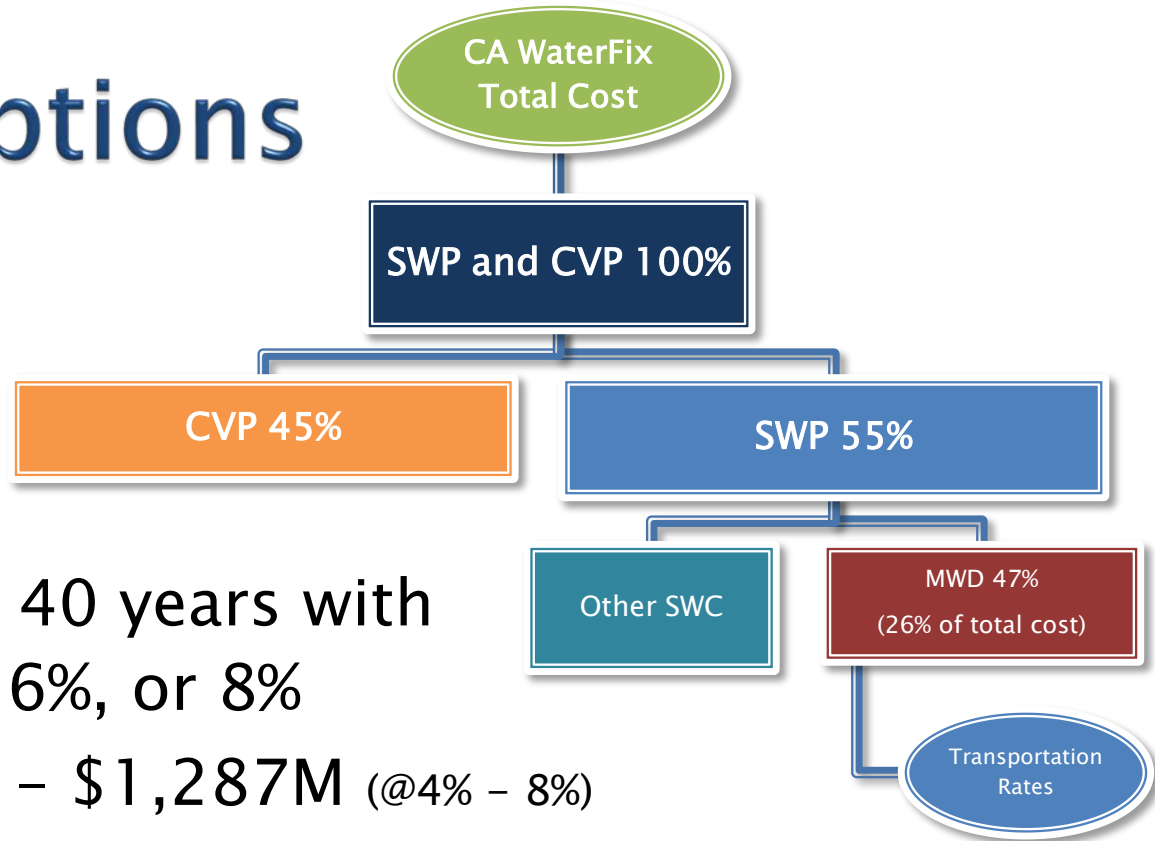 ptions
CA WaterFix
Total Cost
SWP and CVP 100%
CVP 45%
SWP 55%
Other SWC
MWD 47%
(26% of total cost)
Transportation
Rates
40 years with
6%, or 8%
– $1,287M (@4% – 8%)